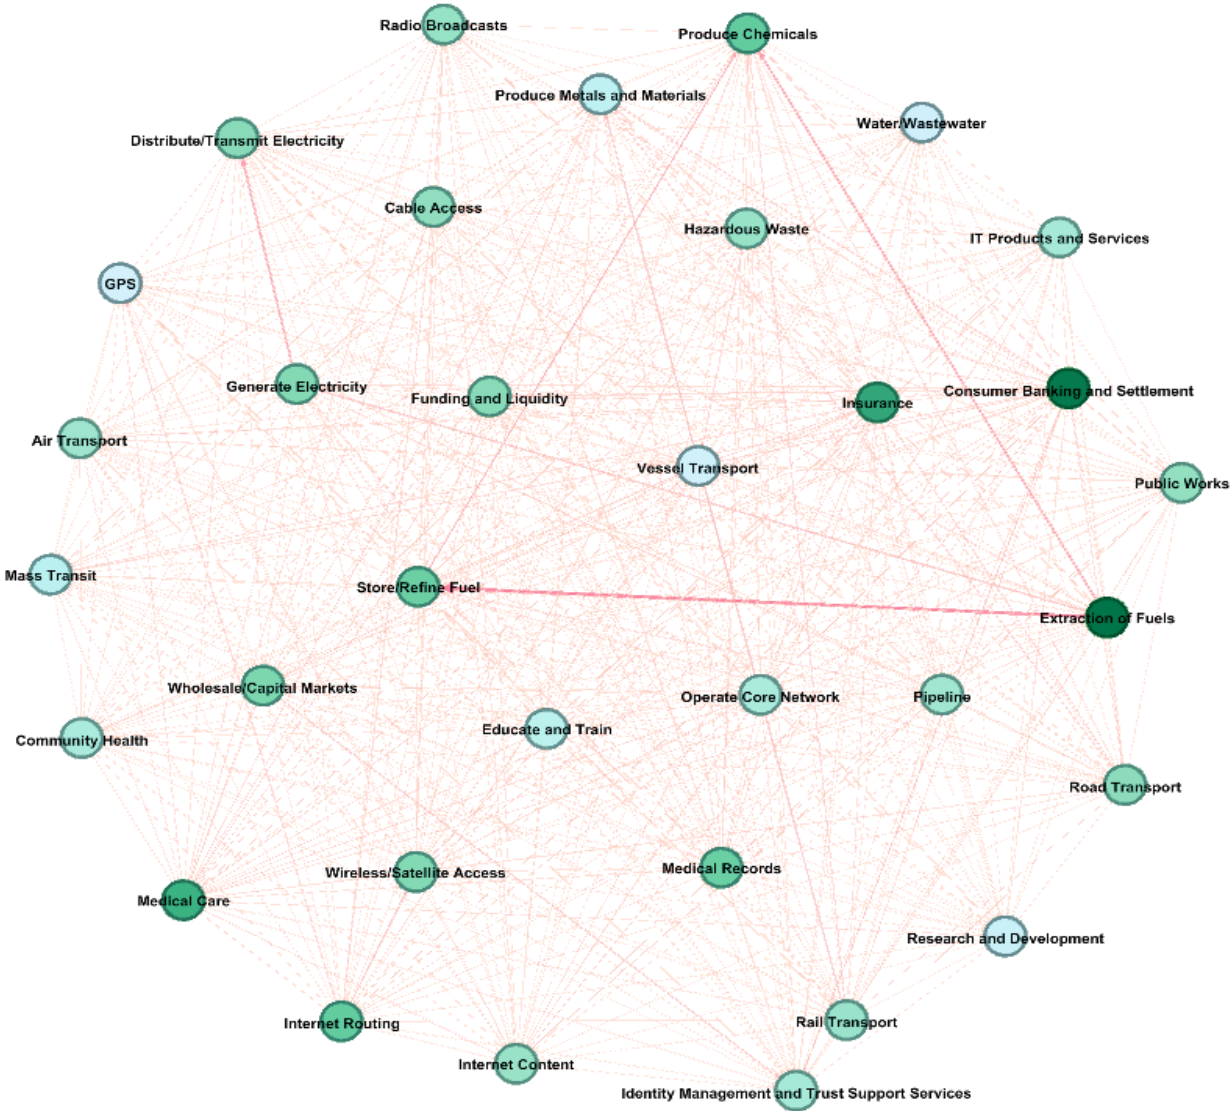 Radio Broadcasts
Produce Chemicals
Produce Metals and Materials
Water/Wastewater
Distribute/Transmit Electricity
Cable Access
Hazardous Waste
IT Products and Services
GPS
Generate Electricity
Funding and Liquidity
Insurance
Consumer Banking and Settlement
Air Transport
Vessel Transport
Public Works
Mass Transit
Store/Refine Fuel
Extraction of Fuels
Wholesale/Capital Markets
Operate Core Network
Pipeline
Community Health
Educate and Train
Road Transport
Medical Care
Wireless/Satellite Access
Medical Records
Research and Development
Internet Routing
Rail Transport
Internet Content
Identity Management and Trust Support Services